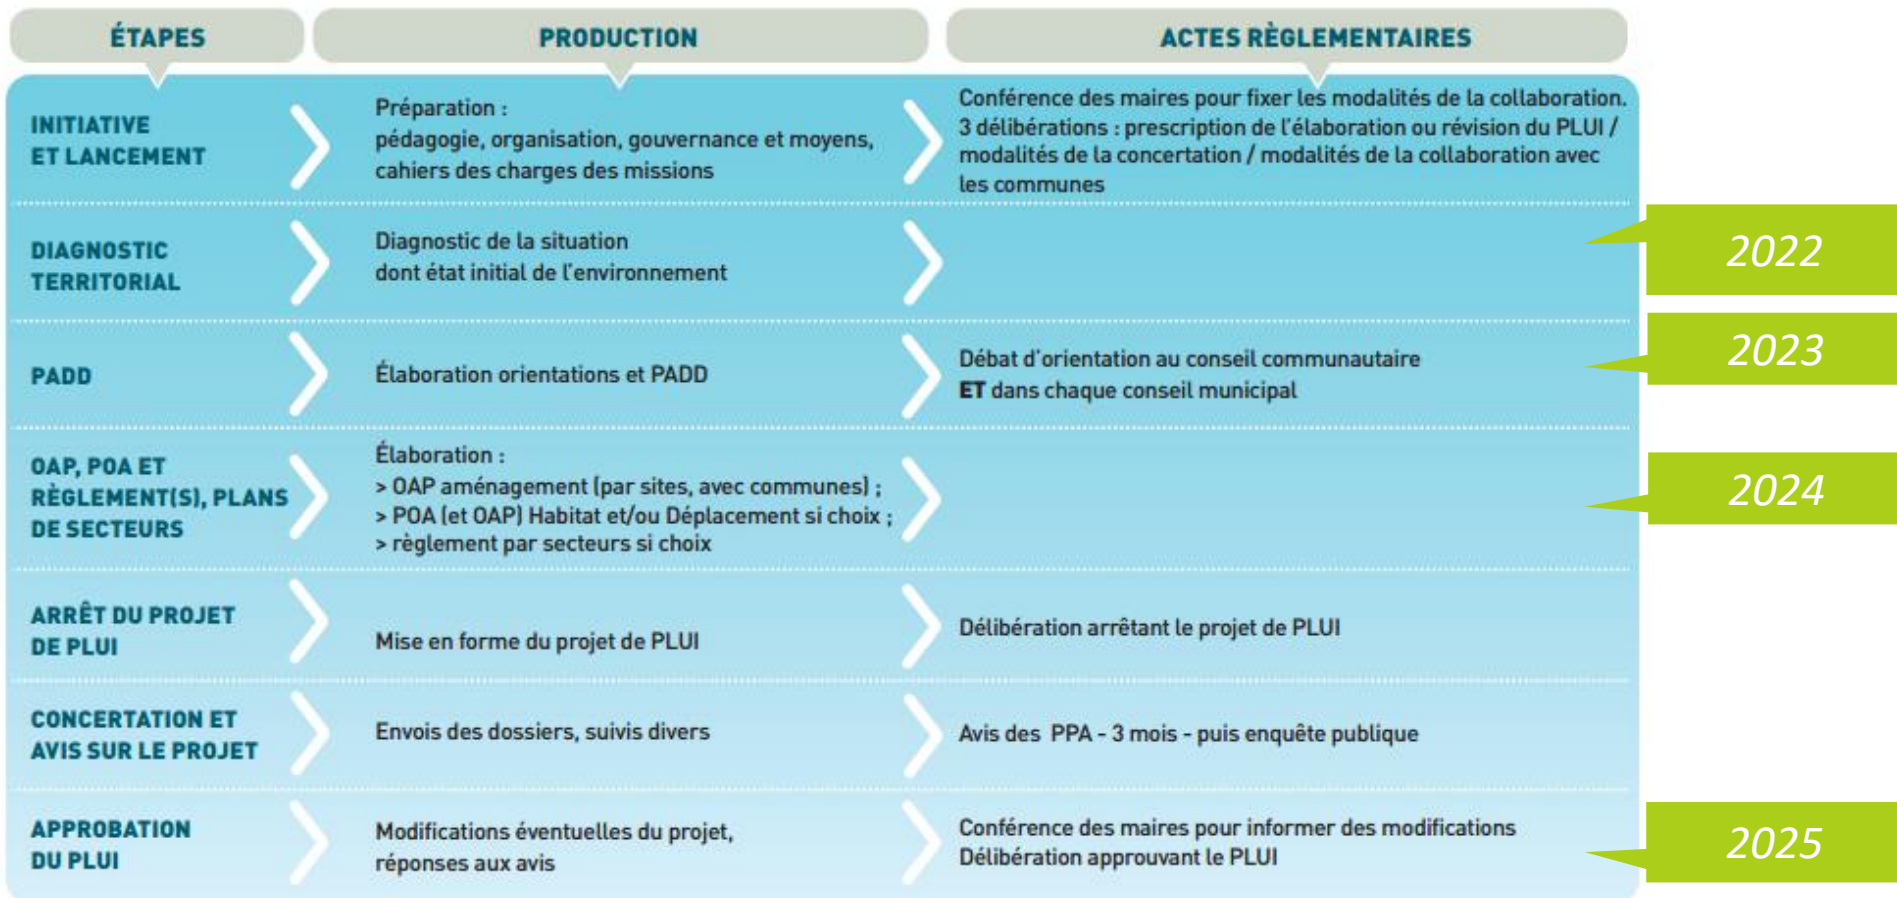 ÉTAPES
PRODUCTION
ACTES RÈGLEMENTAIRES
INITIATIVE
ET LANCEMENT
Préparation :
pédagogie, organisation, gouvernance et moyens,
cahiers des charges des missions
Conférence des maires pour fixer les modalités de la collaboration.
3 délibérations : prescription de l'élaboration ou révision du PLUI /
modalités de la concertation / modalités de la collaboration avec
les communes
DIAGNOSTIC
TERRITORIAL
Diagnostic de la situation
dont état initial de l'environnement
2022
PADD
Élaboration orientations et PADD
Débat d'orientation au conseil communautaire
ET dans chaque conseil municipal
2023
OAP, POA ET
RÈGLEMENT(S), PLANS
DE SECTEURS
Élaboration :
> OAP aménagement (par sites, avec communes) ;
> POA (et OAP) Habitat et/ou Déplacement si choix ;
> règlement par secteurs si choix
2024
ARRÊT DU PROJET
DE PLUI
Mise en forme du projet de PLUI
Délibération arrêtant le projet de PLUI
CONCERTATION ET
AVIS SUR LE PROJET
Envois des dossiers, suivis divers
Avis des PPA - 3 mois - puis enquête publique
APPROBATION
DU PLUI
Modifications éventuelles du projet,
réponses aux avis
Conférence des maires pour informer des modifications
Délibération approuvant le PLUI
2025